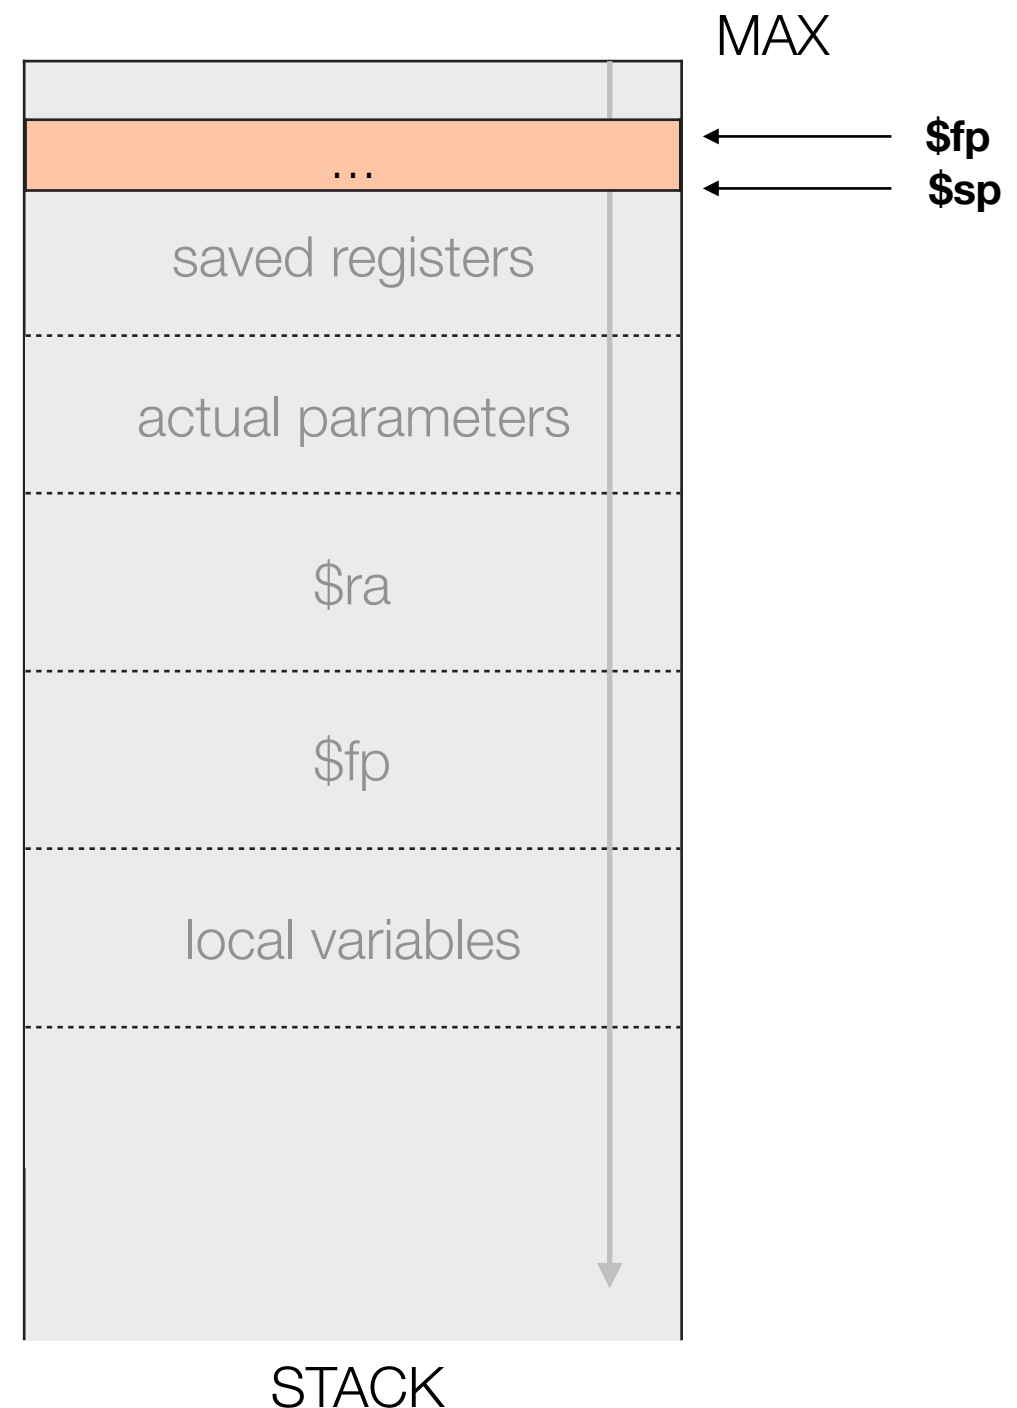 MAX
$fp
...
$sp
saved registers
actual parameters
$ra
$fp
local variables
STACK